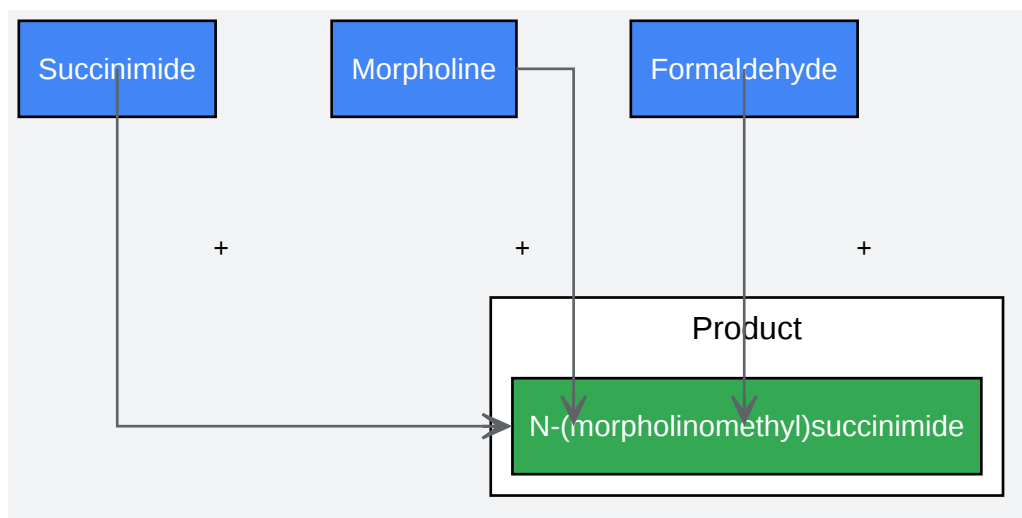 Succinimide
Morpholine
Formaldehyde
+
+
+
Product
N-(morpholinomethyl)succinimide